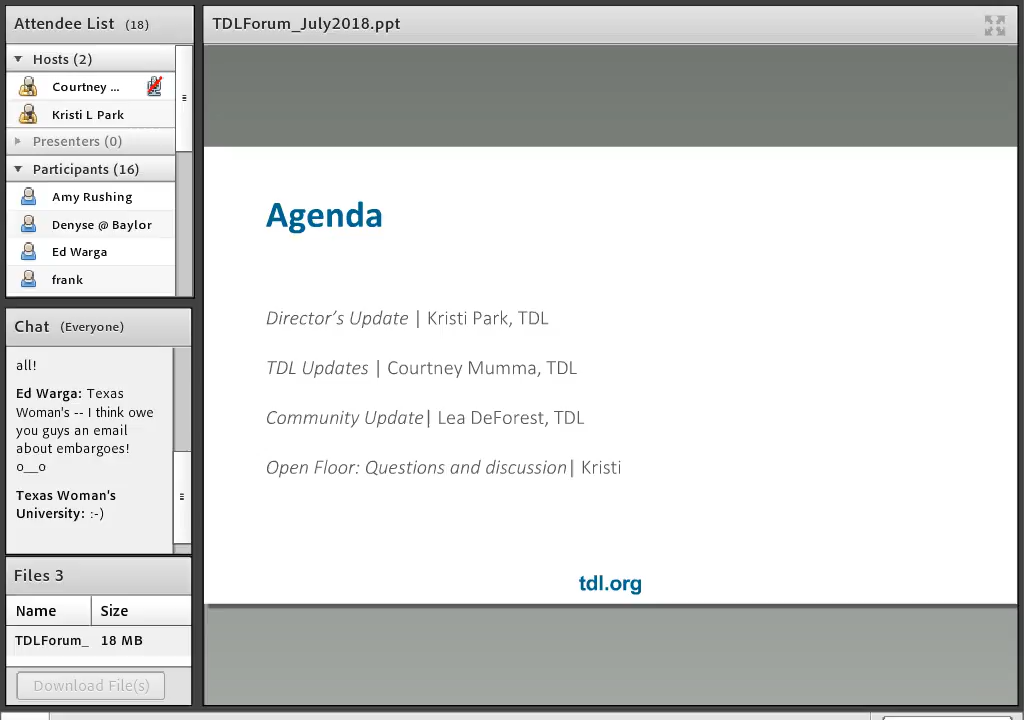 Attendee List (18)
Hosts (2)
Courtney ...
Kristi L Park
Presenters (0)
Participants (16)
Amy Rushing
Denyse @ Baylor
Ed Warga
frank
Chat (Everyone)
all!
Ed Warga: Texas
Woman's -- I think owe
you guys an email
about embargoes!
o__o
Texas Woman's
University: :-)
Files 3
Name Size
TDLForum_ 18 MB
Download File(s)
TDLForum_July2018.ppt
Agenda
Director’s Update | Kristi Park, TDL
TDL Updates | Courtney Mumma, TDL
Community Update| Lea DeForest, TDL
Open Floor: Questions and discussion| Kristi
tdl.org